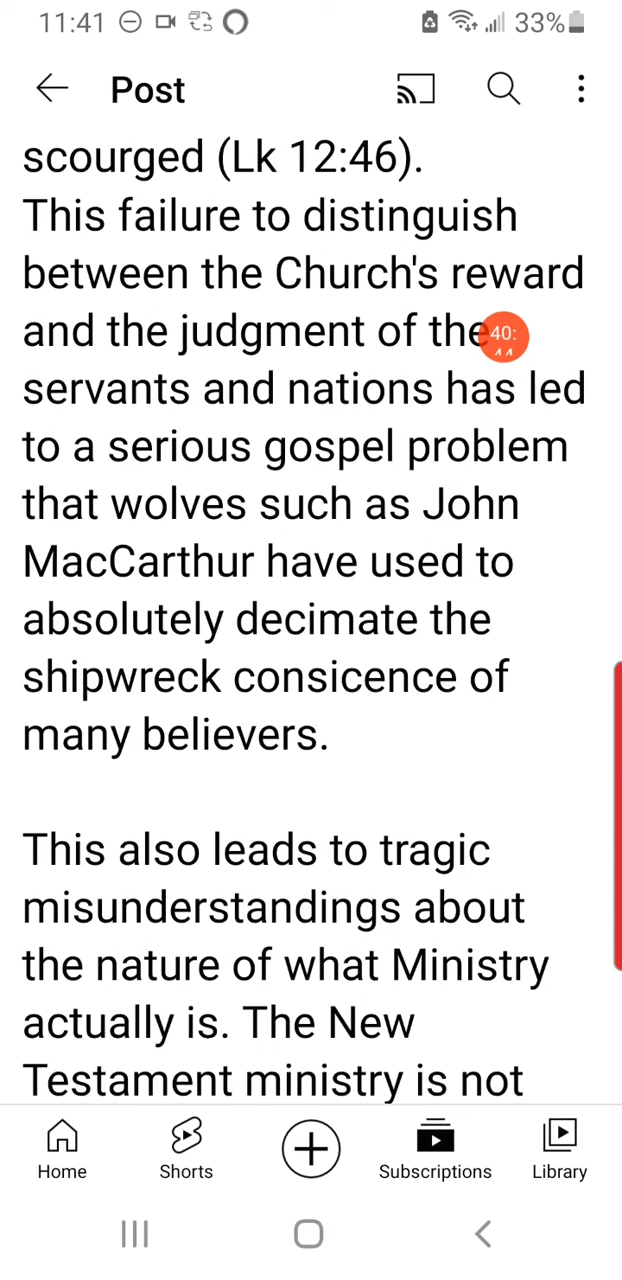 11:41 33%
Post
scourged (Lk 12:46).
This failure to distinguish
between the Church's reward
and the judgment of the
40:
servants and nations has led
to a serious gospel problem
that wolves such as John
MacCarthur have used to
absolutely decimate the
shipwreck consicence of
many believers.
This also leads to tragic
misunderstandings about
the nature of what Ministry
actually is. The New
Testament ministry is not
Home Shorts Subscriptions Library